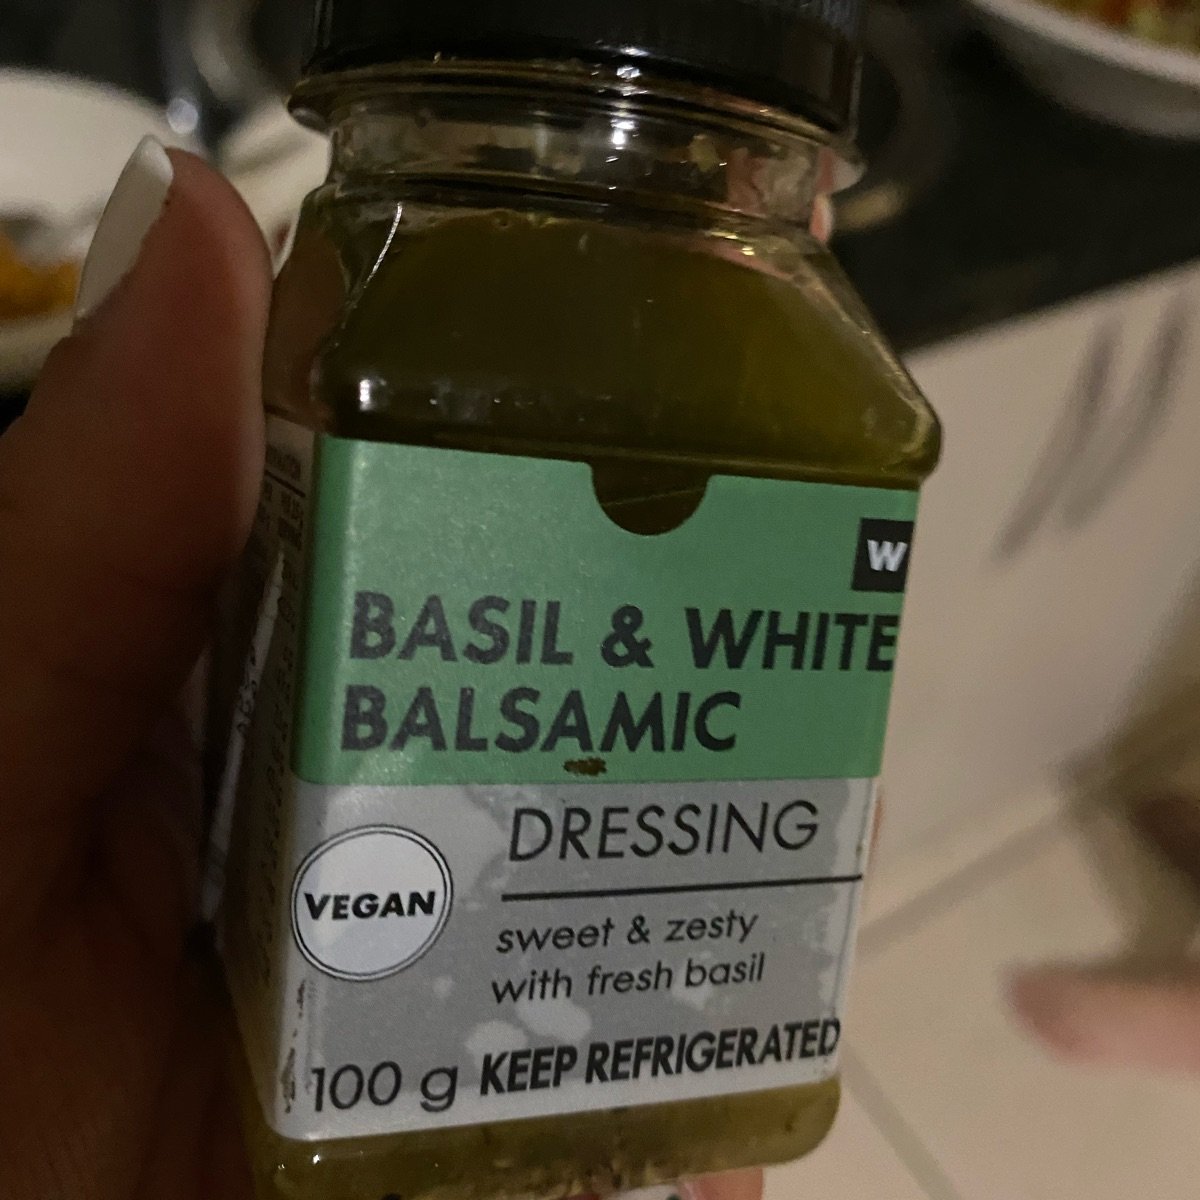 W
BASIL & WHITE
BALSAMIC
DRESSING
VEGAN
sweet & zesty
with fresh basil
100 g KEEP REFRIGERATED